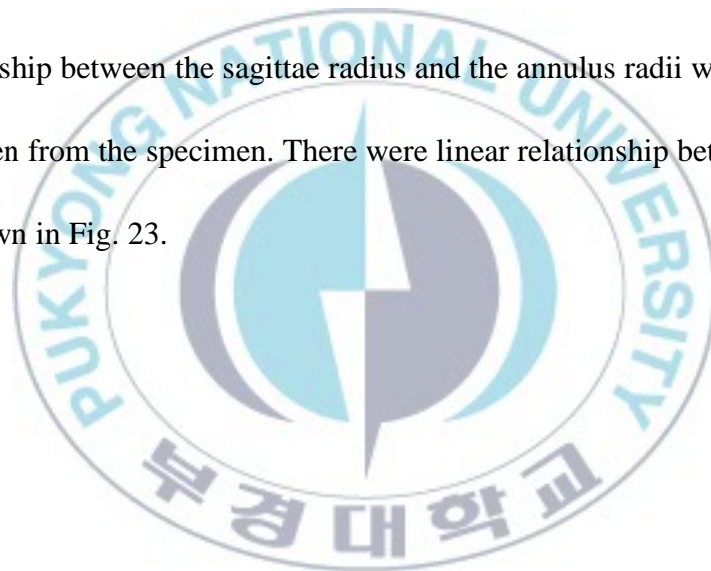 ship between the sagittae radius and the annulus radii w
en from the specimen. There were linear relationship bet
wn in Fig. 23.
PUKYONG NATIONAL UNIVERSITY
부경대학교